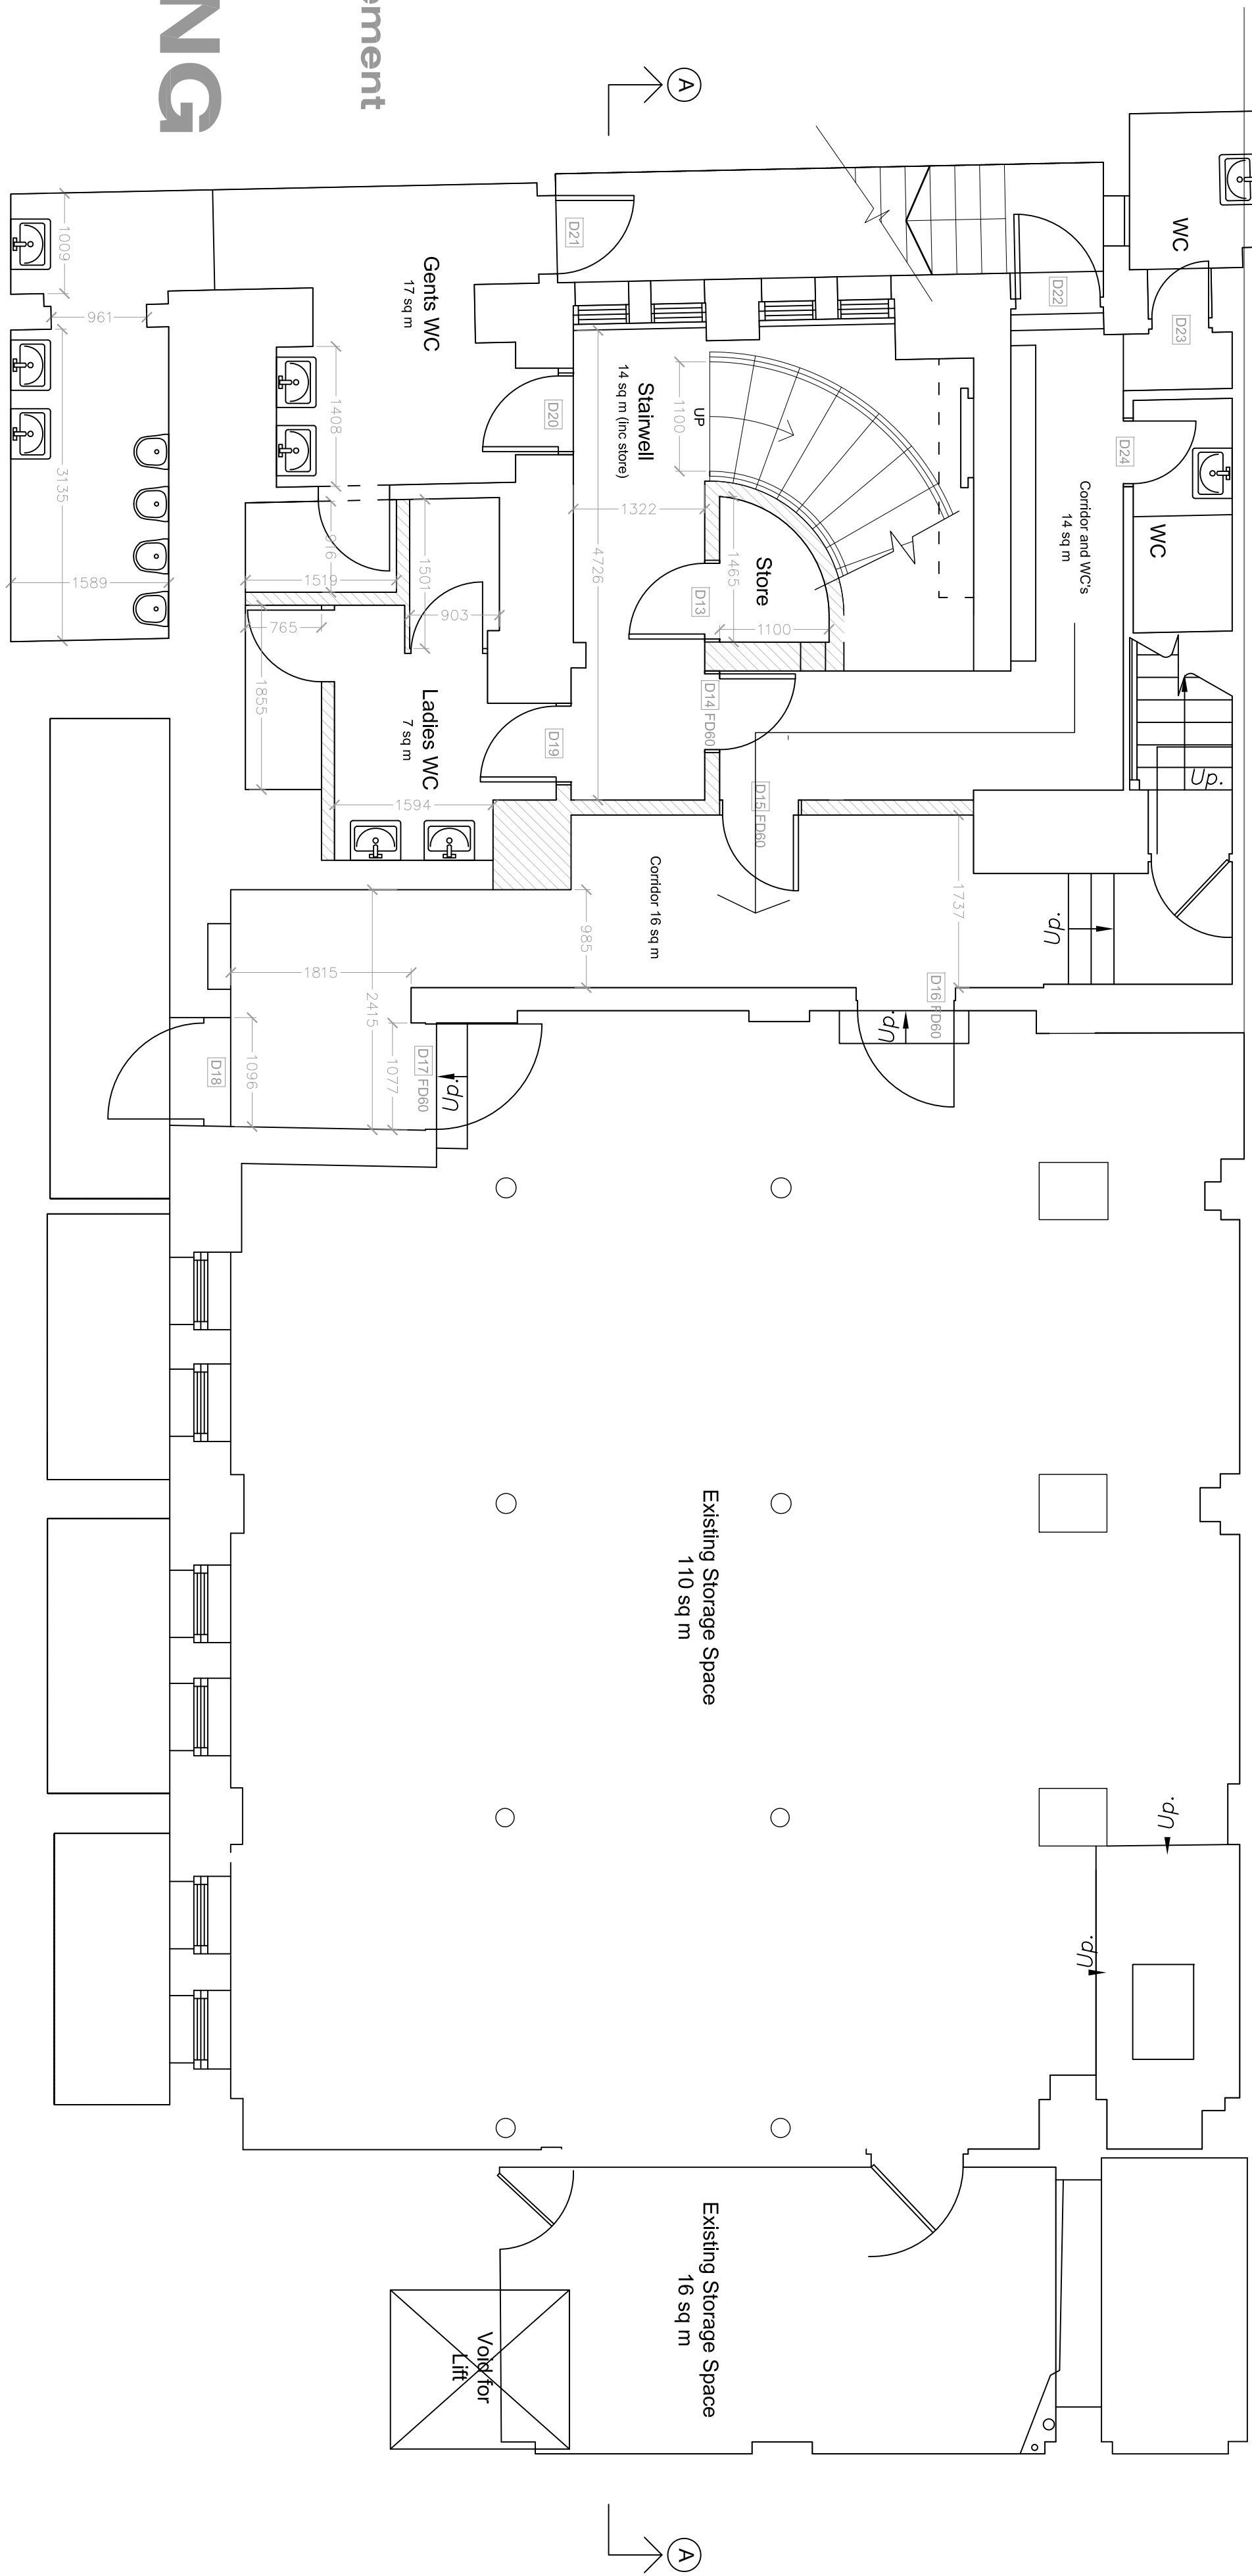 ement
NG
A
WC
D21
D22
D23
1009
Gents WC
17 sq m
961
D20
1408
Stairwell
14 sq m (inc store)
UP
1100
D24
Corridor and WC's
14 sq m
WC
3135
1589
916
1519
1501
903
1322
4726
1465
Store
D13
1100
765
1855
Ladies WC
7 sq m
D19
D14 FD60
D15 FD60
Up.
1594
Corridor 16 sq m
1737
985
Up.
1815
2415
D16 FD60
Up.
D18
1096
1077
D17 FD60
Up.
Existing Storage Space
110 sq m
Up.
Up.
Existing Storage Space
16 sq m
Void for
Lift
A